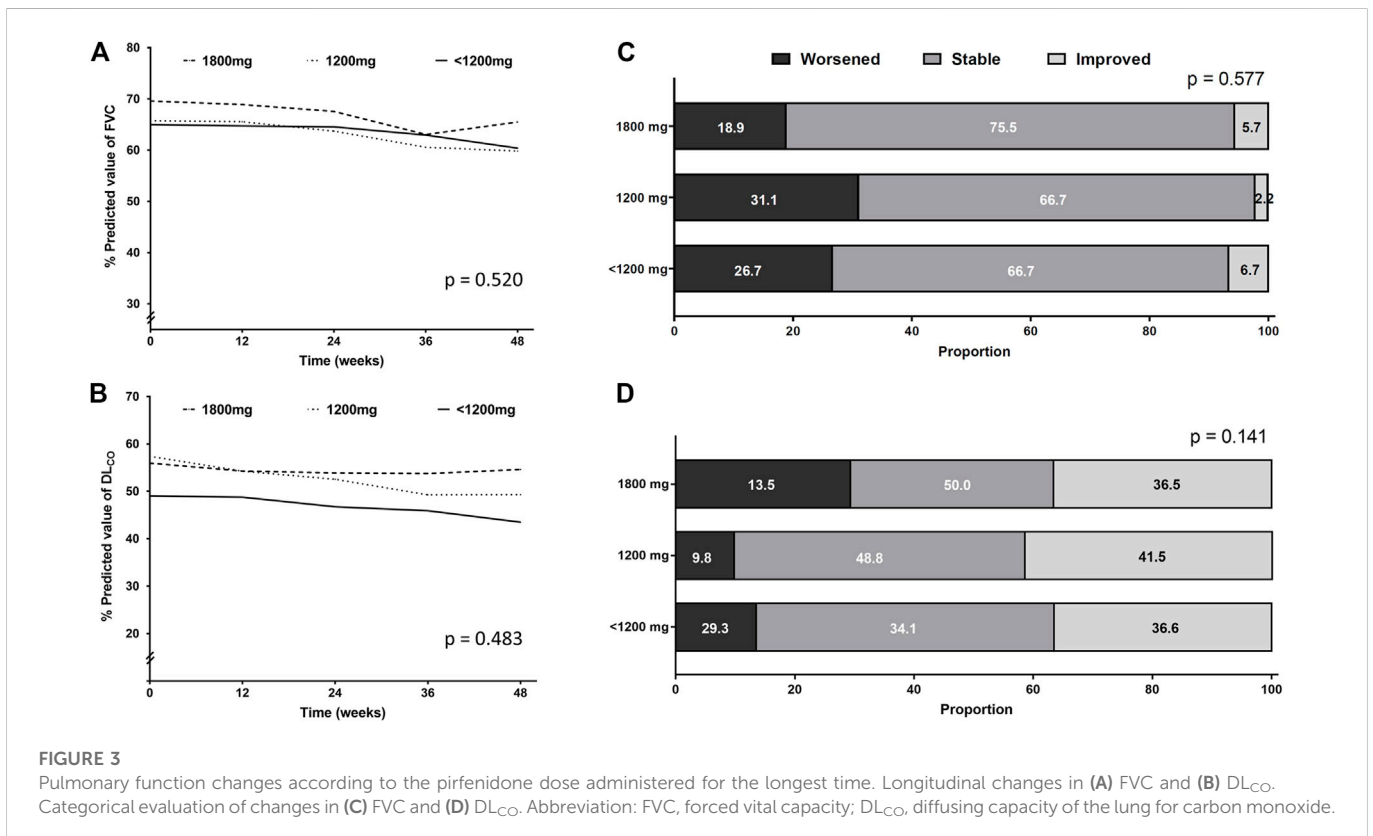 A
80
70
60
50
40
30
% Predicted value of FVC
1800mg 1200mg <1200mg
p = 0.520
0 12 24 36 48
Time (weeks)
C
Worsened Stable Improved
p = 0.577
1800 mg 18.9 75.5 5.7
1200 mg 31.1 66.7 2.2
<1200 mg 26.7 66.7 6.7
0 20 40 60 80 100
Proportion
B
70
60
50
40
30
20
% Predicted value of DLCO
1800mg 1200mg <1200mg
p = 0.483
0 12 24 36 48
Time (weeks)
D
p = 0.141
1800 mg 13.5 50.0 36.5
1200 mg 9.8 48.8 41.5
<1200 mg 29.3 34.1 36.6
0 20 40 60 80 100
Proportion
FIGURE 3
Pulmonary function changes according to the pirfenidone dose administered for the longest time. Longitudinal changes in (A) FVC and (B) DLCO.
Categorical evaluation of changes in (C) FVC and (D) DLCO. Abbreviation: FVC, forced vital capacity; DLCO, diffusing capacity of the lung for carbon monoxide.